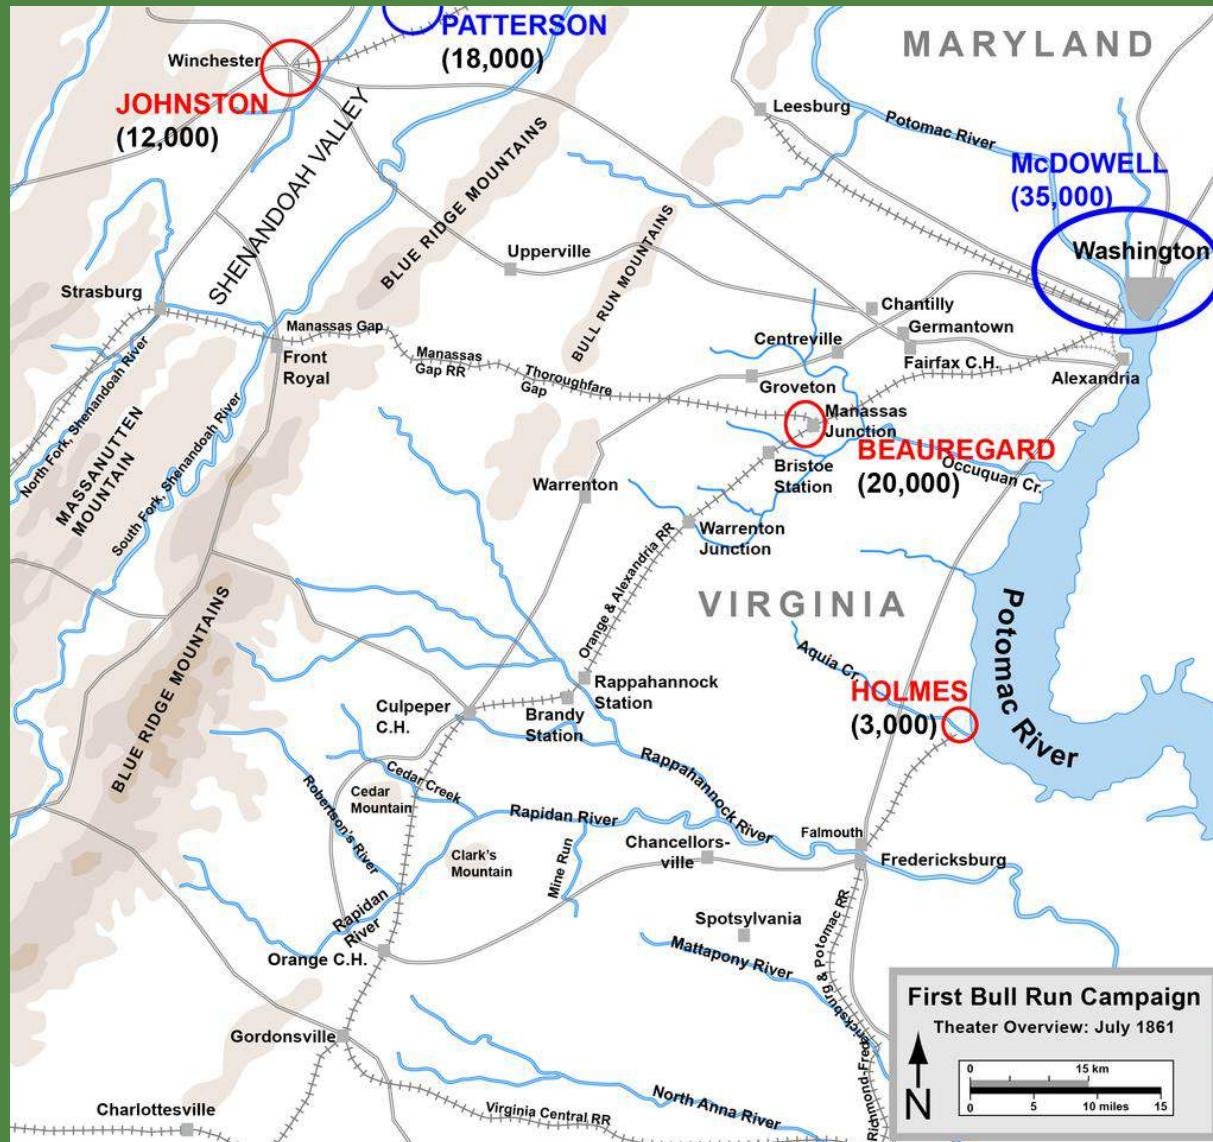 PATTERSON
(18,000)
MARYLAND
Winchester
JOHNSTON
(12,000)
Leesburg
Potomac River
McDOWELL
(35,000)
Washington
SHENANDOAH VALLEY
BLUE RIDGE MOUNTAINS
BULL RUN MOUNTAINS
Upperville
Strasburg
Chantilly
Germantown
Centreville
Fairfax C.H.
Alexandria
Manassas Gap
Front
Royal
Manassas
Gap RR
Thoroughfare
Gap
Groveton
Manassas
Junction
BEAUREGARD
(20,000)
Occuquan Cr.
Bristoe
Station
North Fork, Shenandoah River
MASSANUTTEN
MOUNTAIN
South Fork, Shenandoah River
Warrenton
Warrenton
Junction
Orange & Alexandria RR
VIRGINIA
Potomac River
Aquia Cr.
HOLMES
(3,000)
BLUE RIDGE MOUNTAINS
Rappahannock
Station
Culpeper
C.H.
Brandy
Station
Rappahannock River
Cedar Creek
Cedar
Mountain
Robertson's River
Rapidan River
Clark's
Mountain
Mine Run
Chancellors-
ville
Falmouth
Fredericksburg
Rapidan
River
Orange C.H.
Spotsylvania
Mattapony River
Richmond-Fredericksburg & Potomac RR
Gordonsville
Charlottesville
Virginia Central RR
North Anna River
First Bull Run Campaign
Theater Overview: July 1861
N
0 15 km
0 5 10 miles 15